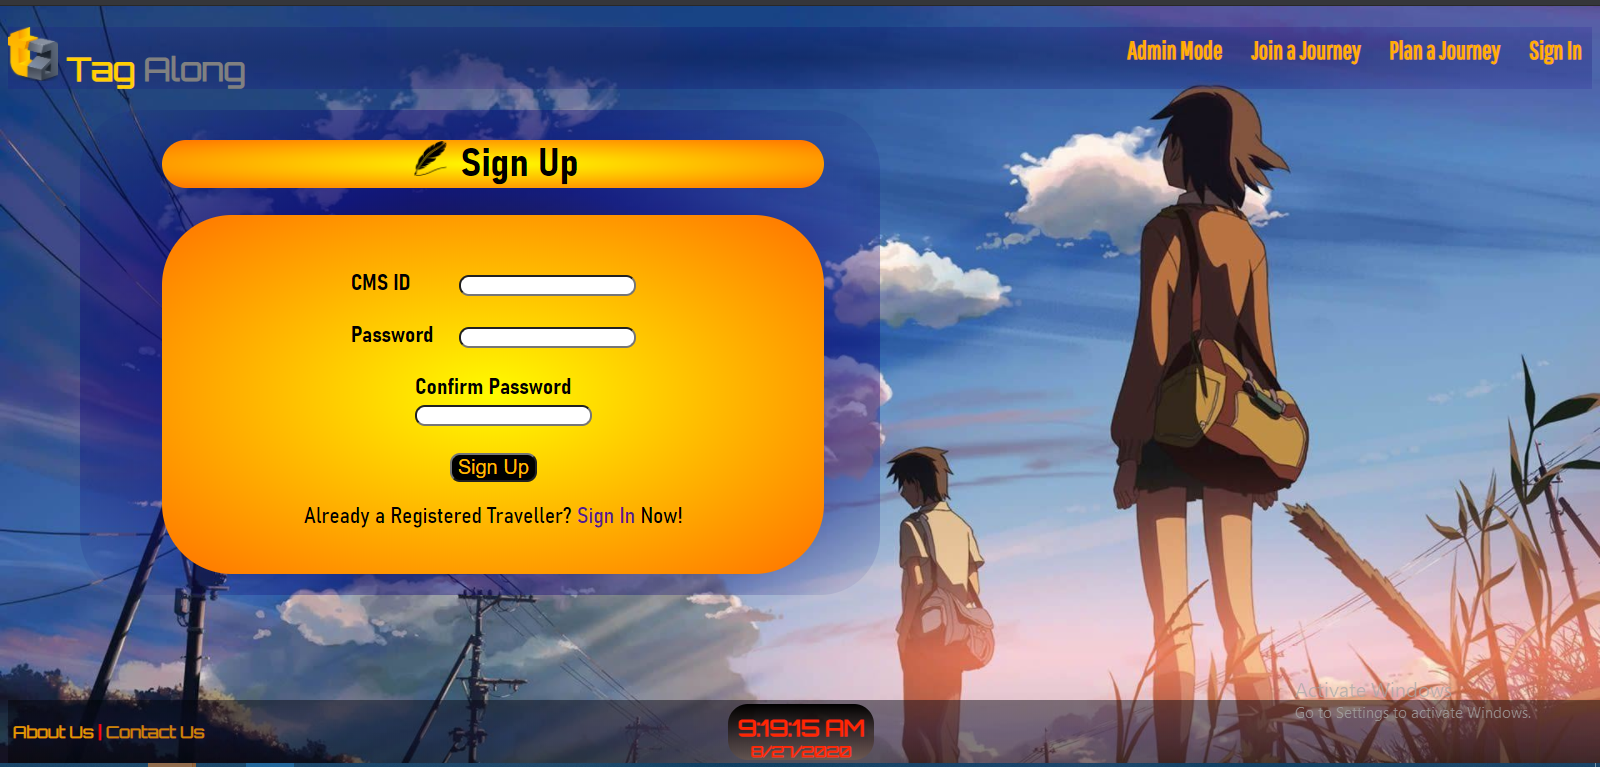 ta Tag Along
Admin Mode Join a Journey Plan a Journey Sign In
Sign Up
CMS ID
Password
Confirm Password
Sign Up
Already a Registered Traveller? Sign In Now!
Activate Windows
Go to Settings to activate Windows.
About Us | Contact Us
9:19:15 AM
8/27/2020